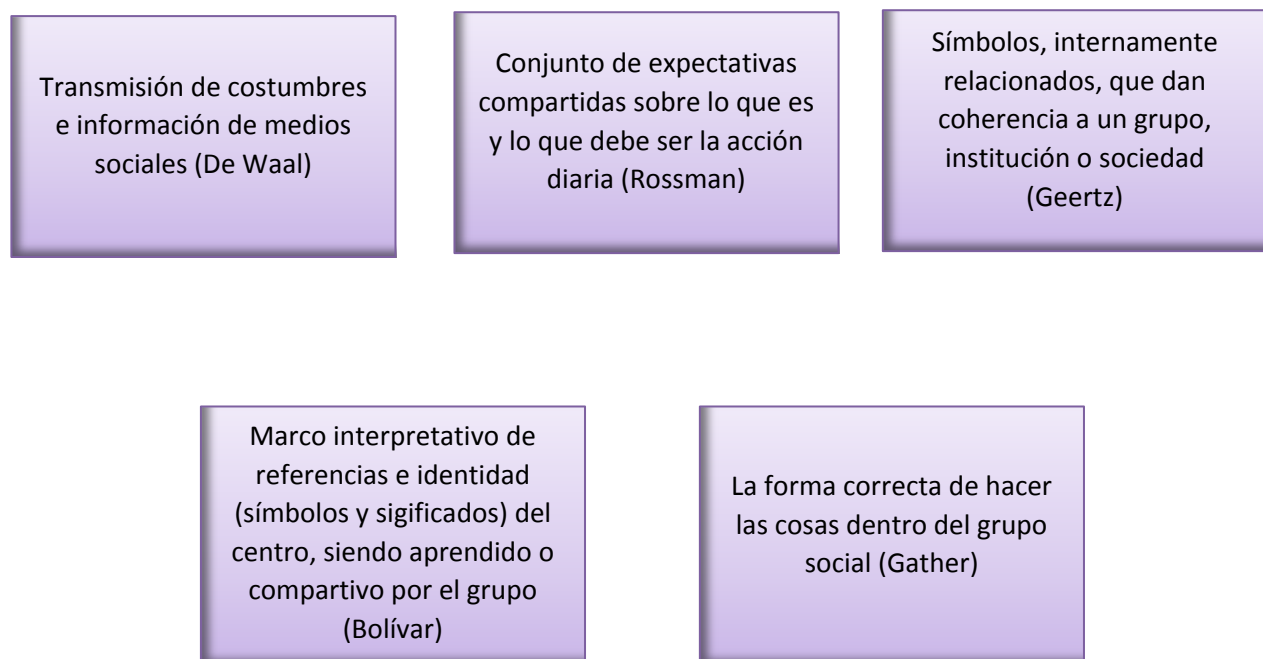 Transmisión de costumbres
e información de medios
sociales (De Waal)
Conjunto de expectativas
compartidas sobre lo que es
y lo que debe ser la acción
diaria (Rossman)
Símbolos, internamente
relacionados, que dan
coherencia a un grupo,
institución o sociedad
(Geertz)
Marco interpretativo de
referencias e identidad
(símbolos y sigificados) del
centro, siendo aprendido o
compartivo por el grupo
(Bolívar)
La forma correcta de hacer
las cosas dentro del grupo
social (Gather)